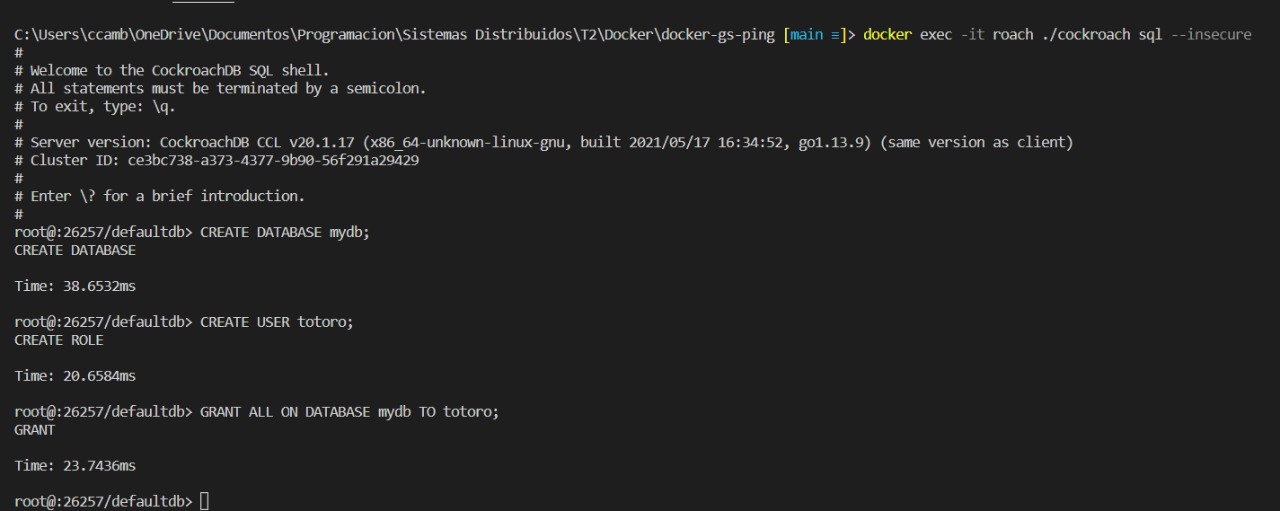 C:\Users\ccamb\OneDrive\Documentos\Programacion\Sistemas Distribuidos\T2\Docker\docker-gs-ping [main ≡]> docker exec -it roach ./cockroach sql --insecure
#
# Welcome to the CockroachDB SQL shell.
# All statements must be terminated by a semicolon.
# To exit, type: \q.
#
# Server version: CockroachDB CCL v20.1.17 (x86_64-unknown-linux-gnu, built 2021/05/17 16:34:52, go1.13.9) (same version as client)
# Cluster ID: ce3bc738-a373-4377-9b90-56f291a29429
#
# Enter \? for a brief introduction.
#
root@:26257/defaultdb> CREATE DATABASE mydb;
CREATE DATABASE

Time: 38.6532ms

root@:26257/defaultdb> CREATE USER totoro;
CREATE ROLE

Time: 20.6584ms

root@:26257/defaultdb> GRANT ALL ON DATABASE mydb TO totoro;
GRANT

Time: 23.7436ms

root@:26257/defaultdb>